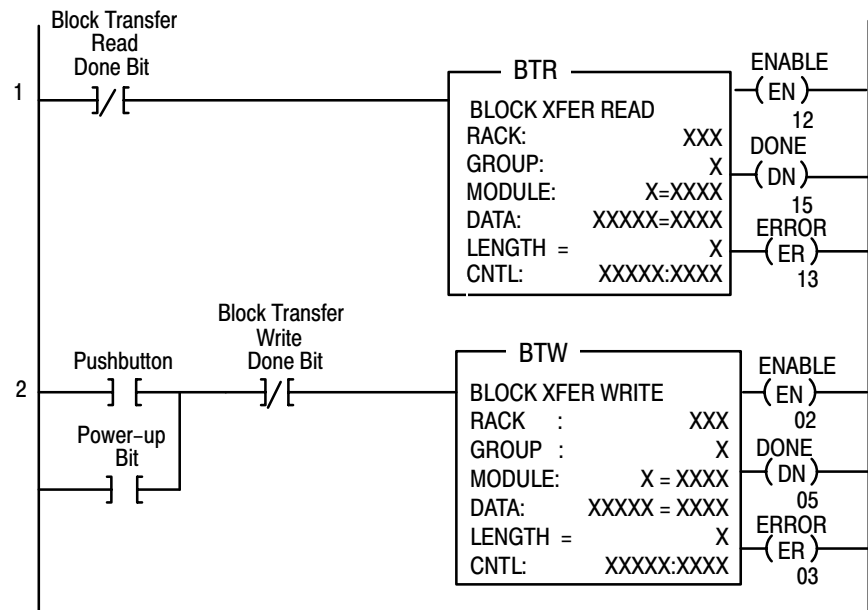 Block Transfer
Read
Done Bit
1
BTR
BLOCK XFER READ
RACK: XXX
GROUP: X
MODULE: X=XXXX
DATA: XXXXX=XXXX
LENGTH = X
CNTL: XXXXX:XXXX
ENABLE
EN
12
DONE
DN
15
ERROR
ER
13
Block Transfer
Write
Done Bit
Pushbutton
2
Power-up
Bit
BTW
BLOCK XFER WRITE
RACK : XXX
GROUP : X
MODULE: X = XXXX
DATA: XXXXX = XXXX
LENGTH = X
CNTL: XXXXX:XXXX
ENABLE
EN
02
DONE
DN
05
ERROR
ER
03